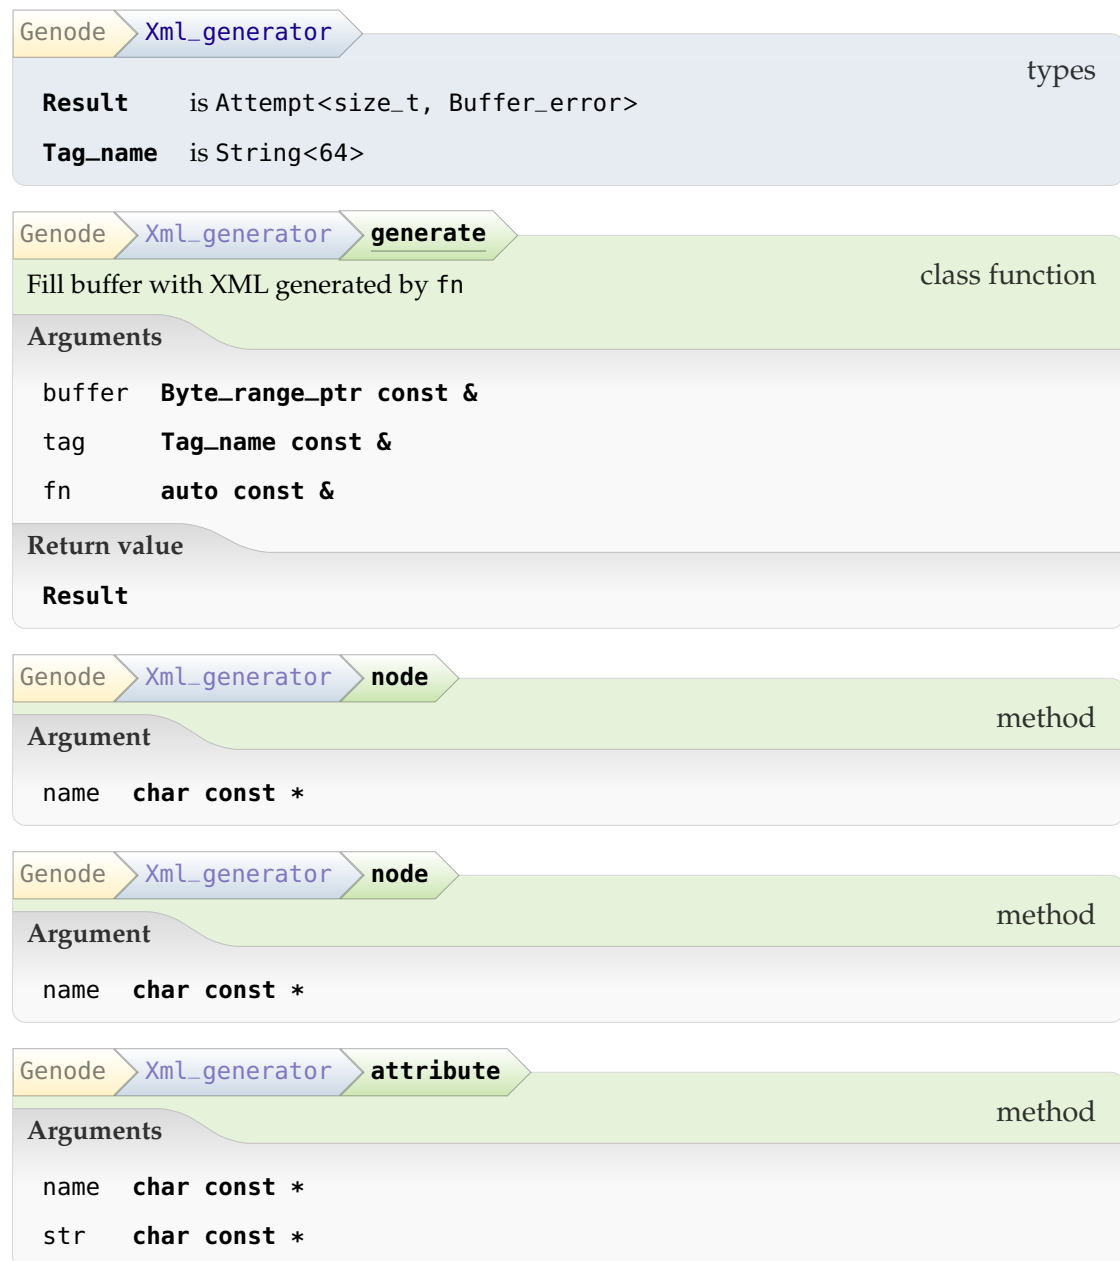 Genode Xml_generator
types
Result is Attempt<size_t, Buffer_error>
Tag_name is String<64>
Genode Xml_generator generate
class function
Fill buffer with XML generated by fn
Arguments
buffer Byte_range_ptr const &
tag Tag_name const &
fn auto const &
Return value
Result
Genode Xml_generator node
method
Argument
name char const *
Genode Xml_generator node
method
Argument
name char const *
Genode Xml_generator attribute
method
Arguments
name char const *
str char const *